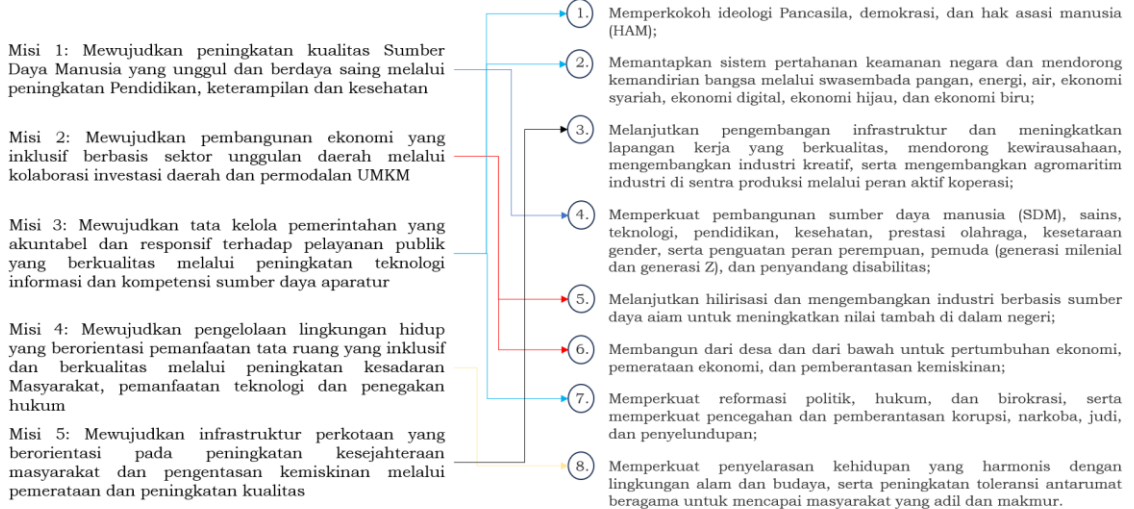 Misi 1: Mewujudkan peningkatan kualitas Sumber
Daya Manusia yang unggul dan berdaya saing melalui
peningkatan Pendidikan, keterampilan dan kesehatan
Misi 2: Mewujudkan pembangunan ekonomi yang
inklusif berbasis sektor unggulan daerah melalui
kolaborasi investasi daerah dan permodalan UMKM
Misi 3: Mewujudkan tata kelola pemerintahan yang
akuntabel dan responsif terhadap pelayanan publik
yang berkualitas melalui peningkatan teknologi
informasi dan kompetensi sumber daya aparatur
Misi 4: Mewujudkan pengelolaan lingkungan hidup
yang berorientasi pemanfaatan tata ruang yang inklusif
dan berkualitas melalui peningkatan kesadaran
Masyarakat, pemanfaatan teknologi dan penegakan
hukum
Misi 5: Mewujudkan infrastruktur perkotaan yang
berorientasi pada peningkatan kesejahteraan
masyarakat dan pengentasan kemiskinan melalui
pemerataan dan peningkatan kualitas
1. Memperkokoh ideologi Pancasila, demokrasi, dan hak asasi manusia
(HAM);
2. Memantapkan sistem pertahanan keamanan negara dan mendorong
kemandirian bangsa melalui swasembada pangan, energi, air, ekonomi
syariah, ekonomi digital, ekonomi hijau, dan ekonomi biru;
3. Melanjutkan pengembangan infrastruktur dan meningkatkan
lapangan kerja yang berkualitas, mendorong kewirausahaan,
mengembangkan industri kreatif, serta mengembangkan agromaritim
industri di sentra produksi melalui peran aktif koperasi;
4. Memperkuat pembangunan sumber daya manusia (SDM), sains,
teknologi, pendidikan, kesehatan, prestasi olahraga, kesetaraan
gender, serta penguatan peran perempuan, pemuda (generasi milenial
dan generasi Z), dan penyandang disabilitas;
5. Melanjutkan hilirisasi dan mengembangkan industri berbasis sumber
daya aiam untuk meningkatkan nilai tambah di dalam negeri;
6. Membangun dari desa dan dari bawah untuk pertumbuhan ekonomi,
pemerataan ekonomi, dan pemberantasan kemiskinan;
7. Memperkuat reformasi politik, hukum, dan birokrasi, serta
memperkuat pencegahan dan pemberantasan korupsi, narkoba, judi,
dan penyelundupan;
8. Memperkuat penyelarasan kehidupan yang harmonis dengan
lingkungan alam dan budaya, serta peningkatan toleransi antarumat
beragama untuk mencapai masyarakat yang adil dan makmur.